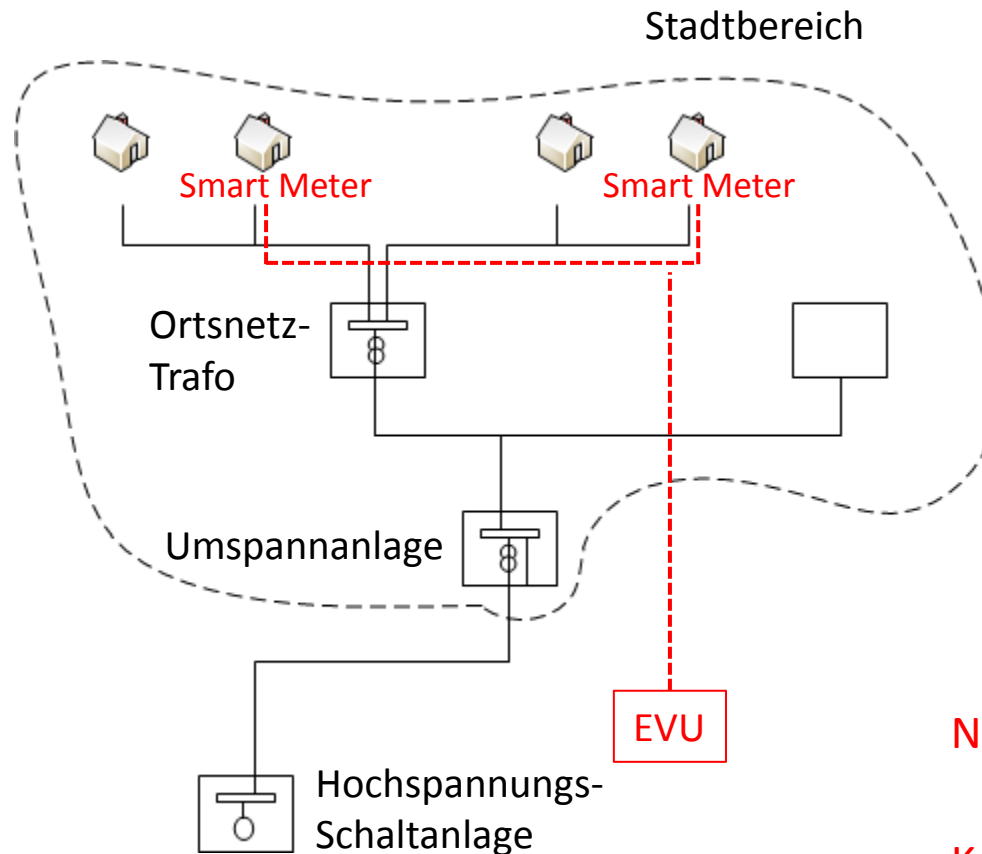 Stadtbereich
Smart Meter
Smart Meter
Ortsnetz-
Trafo
Umspannanlage
EVU
N
Hochspannungs-
Schaltanlage